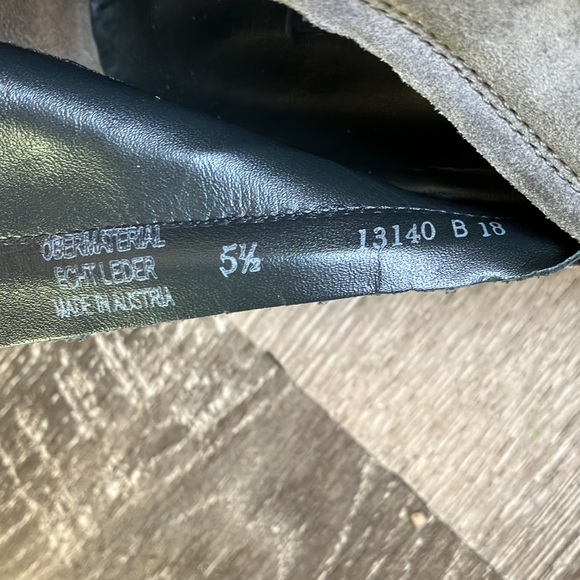 OBERMATERIAL
ECHT LEDER
MADE IN AUSTRIA
5½
13140 B 18